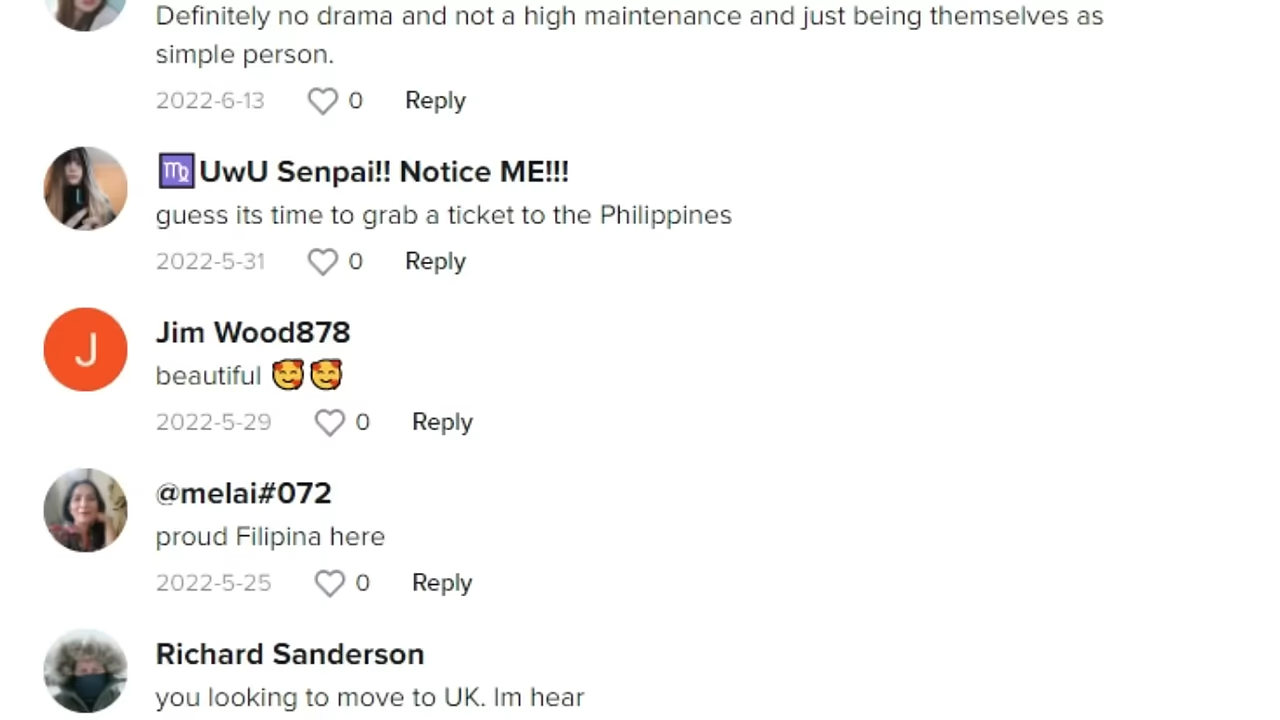 Definitely no drama and not a high maintenance and just being themselves as
simple person.
2022-6-13 0 Reply
♍UwU Senpai!! Notice ME!!!
guess its time to grab a ticket to the Philippines
2022-5-31 0 Reply
J
Jim Wood878
beautiful 🥰🥰
2022-5-29 0 Reply
@melai#072
proud Filipina here
2022-5-25 0 Reply
Richard Sanderson
you looking to move to UK. Im hear